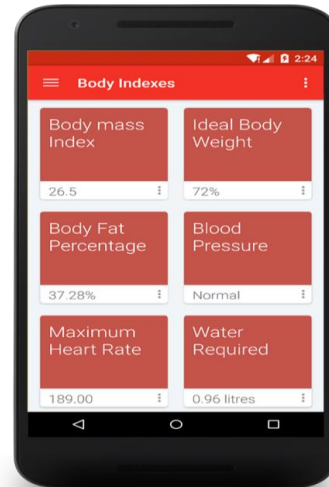 2:24
Body Indexes
Body mass
Index
Ideal Body
Weight
26.5
72%
Body Fat
Percentage
Blood
Pressure
37.28%
Normal
Maximum
Heart Rate
Water
Required
189.00
0.96 litres